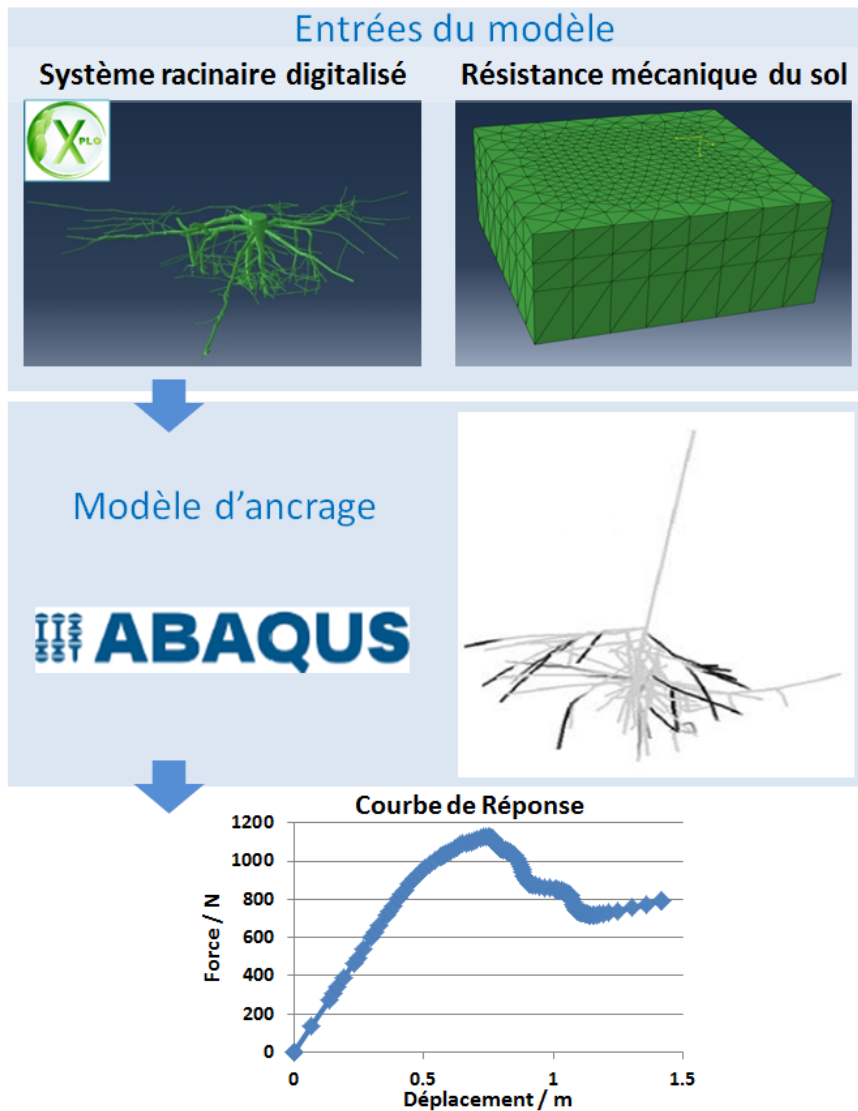 Entrées du modèle
Système racinaire digitalisé
Résistance mécanique du sol
X PLO
Modèle d'ancrage
ABAQUS
Courbe de Réponse
1200
1000
800
600
400
200
0
Force / N
0 0.5 1 1.5
Déplacement / m